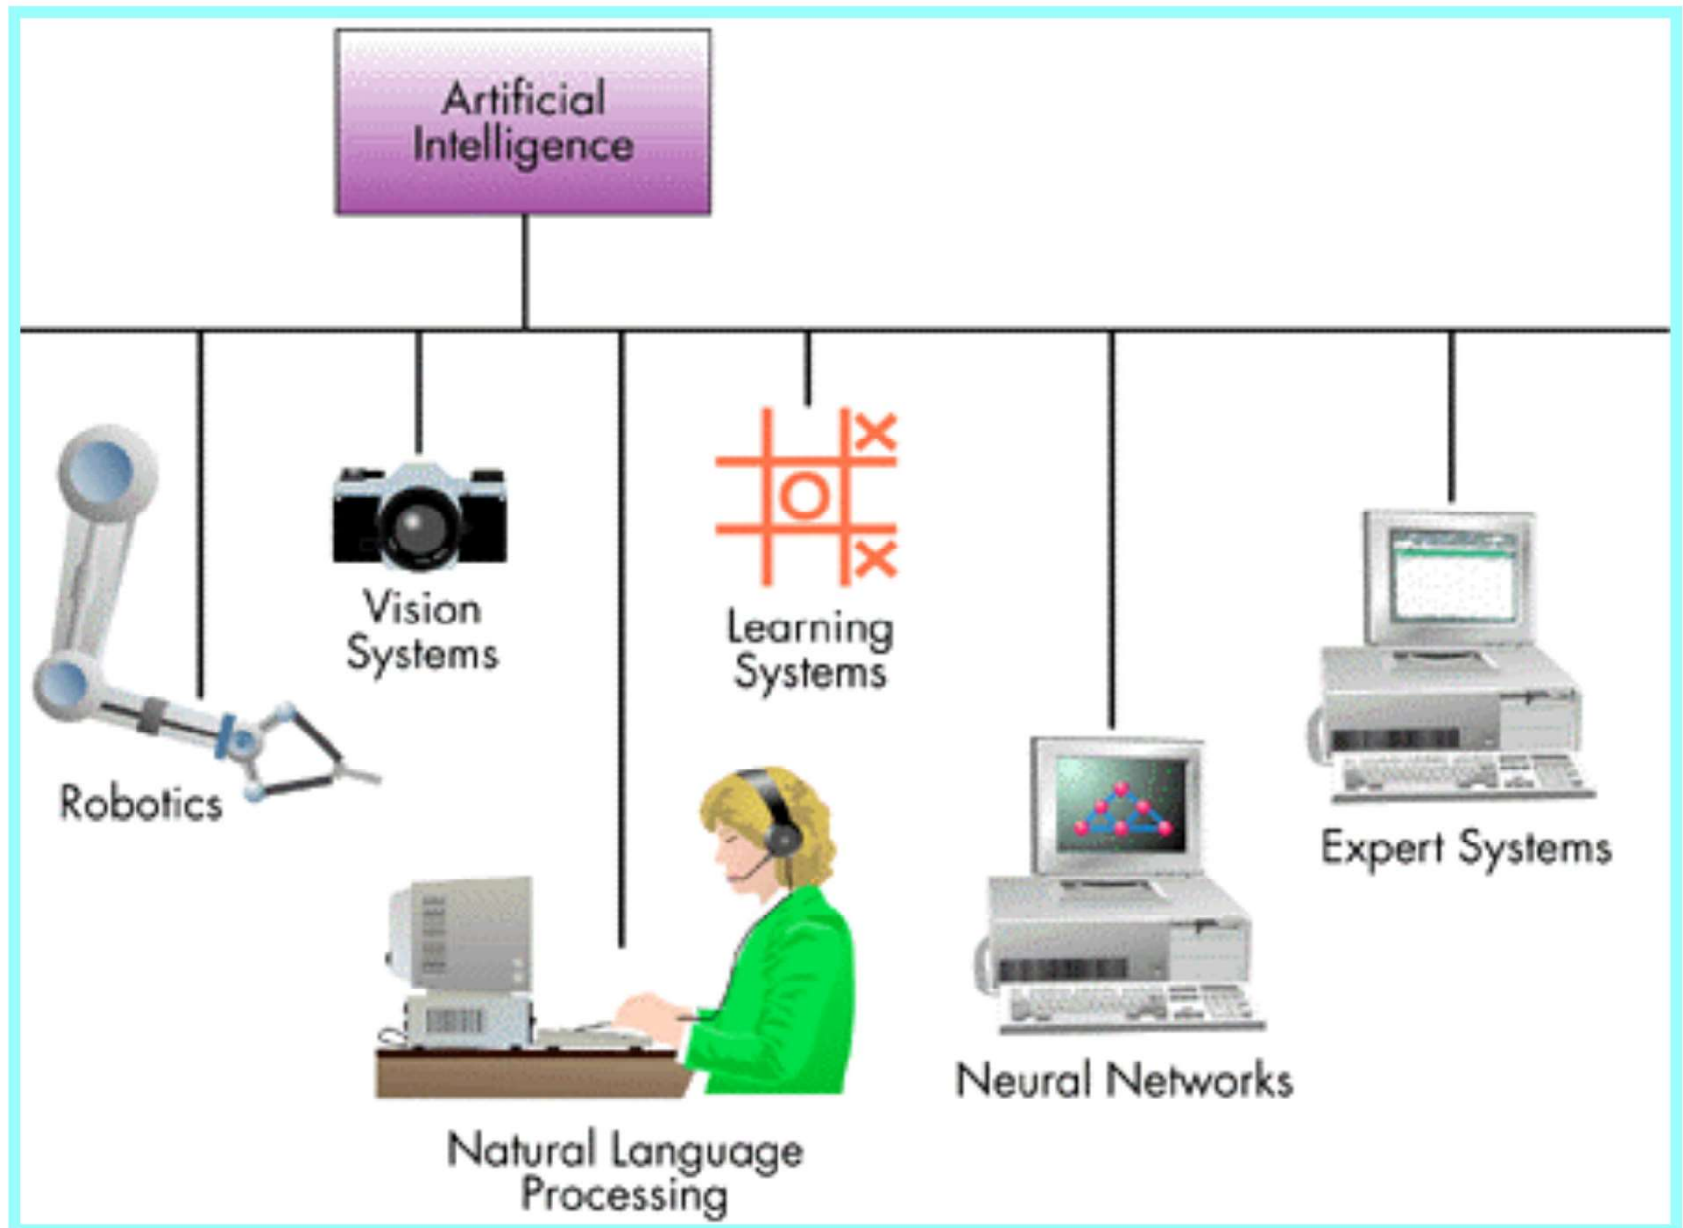 Artificial
Intelligence
Vision
Systems
Learning
Systems
Robotics
Expert Systems
Neural Networks
Natural Language
Processing